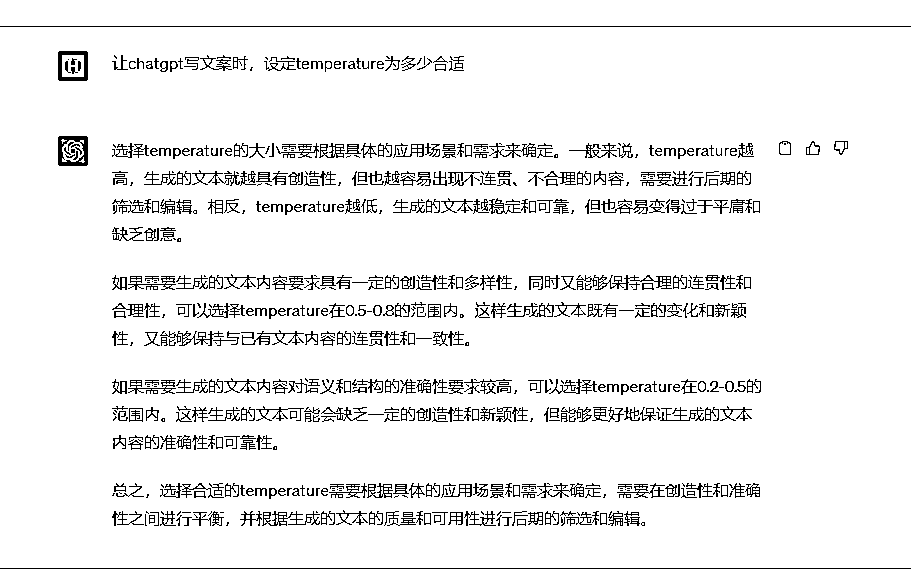 让chatgpt写文案时，设定temperature为多少合适
选择temperature的大小需要根据具体的应用场景和需求来确定。一般来说，temperature越
高，生成的文本就越具有创造性，但也越容易出现不连贯、不合理的内容，需要进行后期的
筛选和编辑。相反，temperature越低，生成的文本越稳定和可靠，但也容易变得过于平庸和
缺乏创意。
如果需要生成的文本内容要求具有一定的创造性和多样性，同时又能够保持合理的连贯性和
合理性，可以选择temperature在0.5-0.8的范围内。这样生成的文本既有一定的变化和新颖
性，又能够保持与已有文本内容的连贯性和一致性。
如果需要生成的文本内容对语义和结构的准确性要求较高，可以选择temperature在0.2-0.5的
范围内。这样生成的文本可能会缺乏一定的创造性和新颖性，但能够更好地保证生成的文本
内容的准确性和可靠性。
总之，选择合适的temperature需要根据具体的应用场景和需求来确定，需要在创造性和准确
性之间进行平衡，并根据生成的文本的质量和可用性进行后期的筛选和编辑。